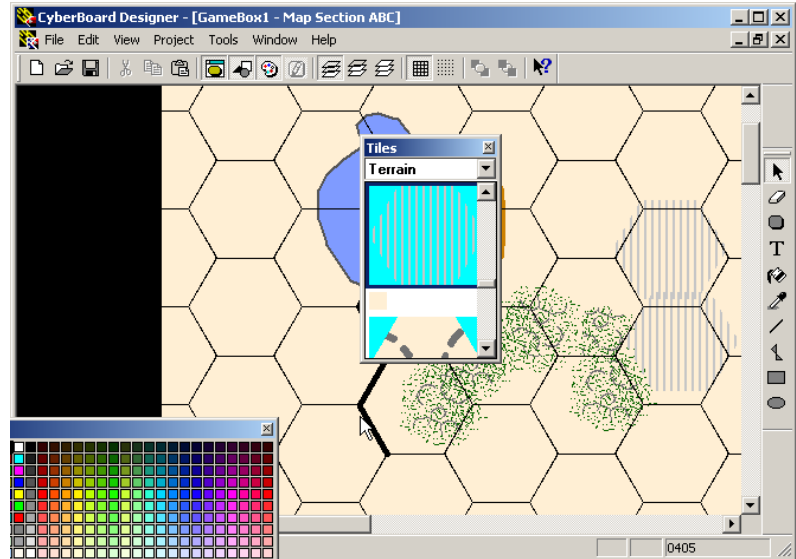 CyberBoard Designer - [GameBox1 - Map Section ABC]
File Edit View Project Tools Window Help
Tiles
Terrain
T
0405